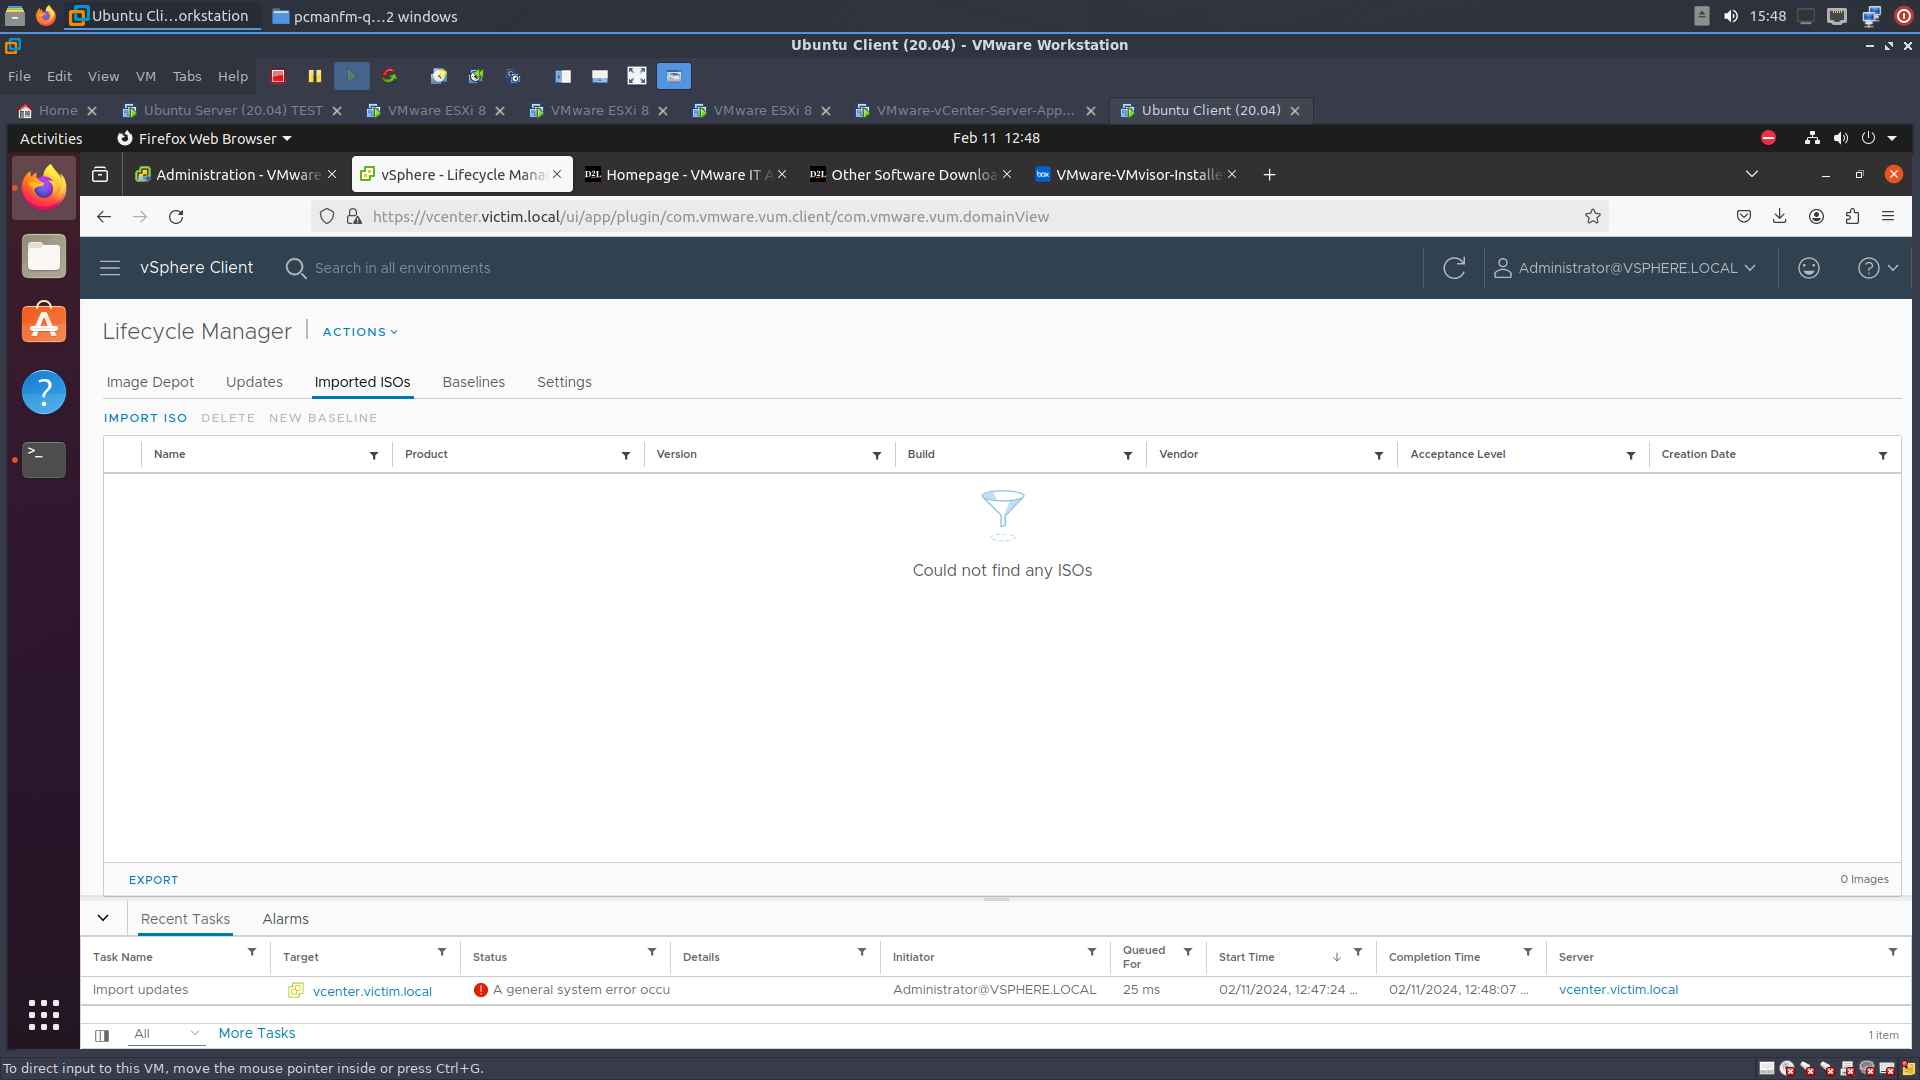 Ubuntu Cli...orkstation
pcmanfm-q...2 windows
15:48
Ubuntu Client (20.04) - VMware Workstation
File Edit View VM Tabs Help
Home
Ubuntu Server (20.04) TEST
VMware ESXi 8
VMware ESXi 8
VMware ESXi 8
VMware-vCenter-Server-App...
Ubuntu Client (20.04)
Activities
Firefox Web Browser
Feb 11 12:48
Administration - VMware
vSphere - Lifecycle Mana
Homepage - VMware IT A
Other Software Downloa
VMware-VMvisor-Installe
https://vcenter.victim.local/ui/app/plugin/com.vmware.vum.client/com.vmware.vum.domainView
vSphere Client
Search in all environments
Administrator@VSPHERE.LOCAL
Lifecycle Manager
ACTIONS
Image Depot Updates Imported ISOs Baselines Settings
IMPORT ISO DELETE NEW BASELINE
Name Product Version Build Vendor Acceptance Level Creation Date
Could not find any ISOs
EXPORT
0 Images
Recent Tasks Alarms
Task Name Target Status Details Initiator Queued For Start Time Completion Time Server
Import updates vcenter.victim.local A general system error occu Administrator@VSPHERE.LOCAL 25 ms 02/11/2024, 12:47:24 ... 02/11/2024, 12:48:07 ... vcenter.victim.local
All More Tasks
1 item
To direct input to this VM, move the mouse pointer inside or press Ctrl+G.